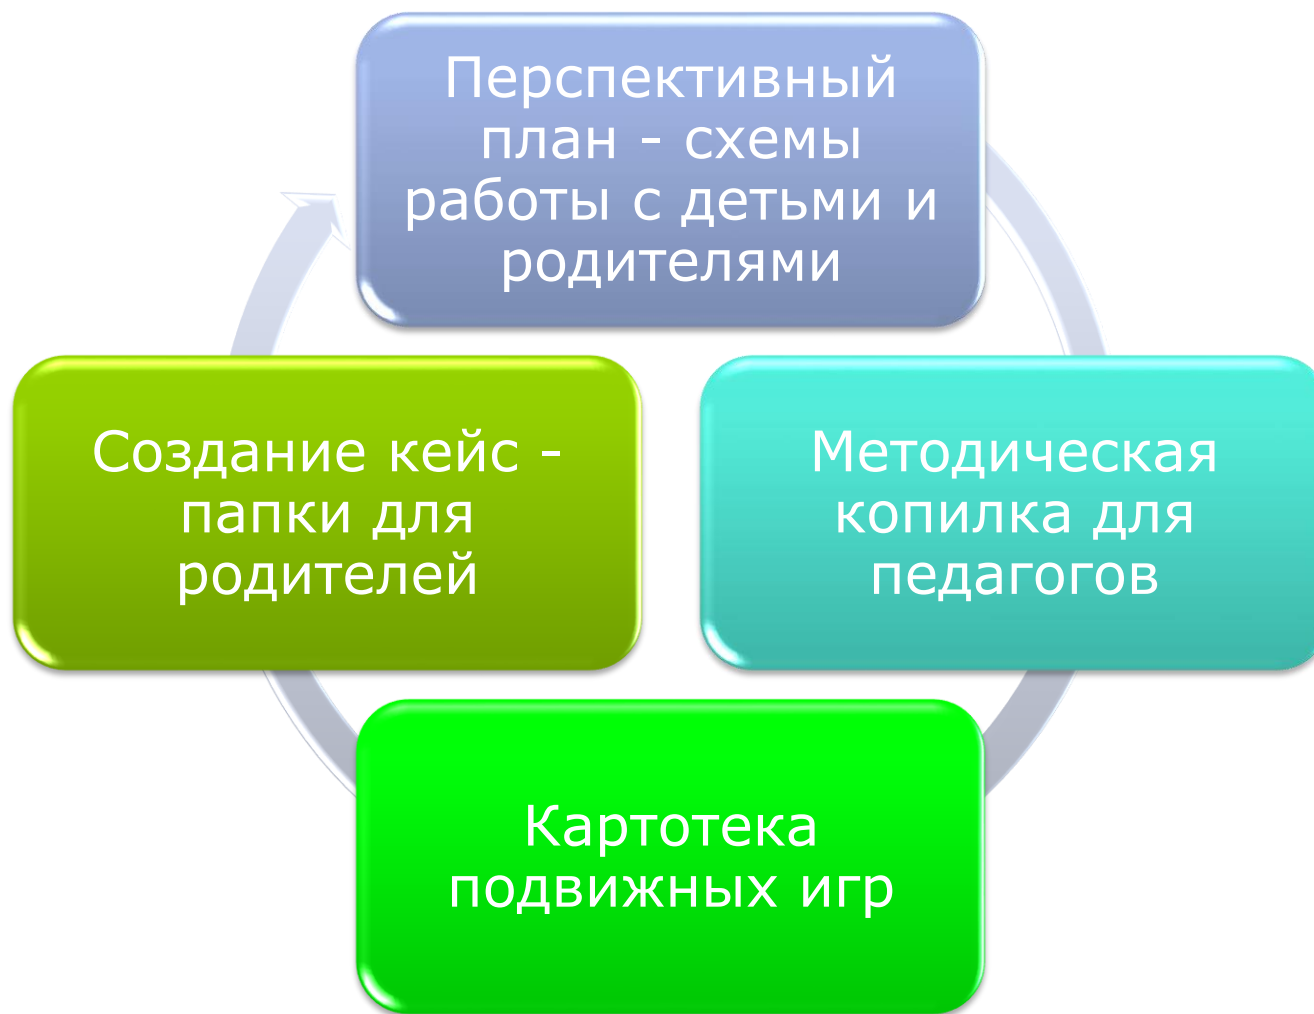 Перспективный
план - схемы
работы с детьми и
родителями
Создание кейс -
папки для
родителей
Методическая
копилка для
педагогов
Картотека
подвижных игр